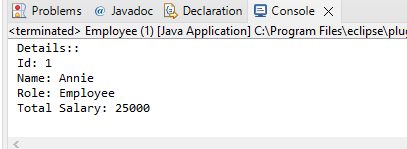 Problems @ Javadoc Declaration Console
<terminated> Employee (1) [Java Application] C:\Program Files\eclipse\plug
Details::
Id: 1
Name: Annie
Role: Employee
Total Salary: 25000